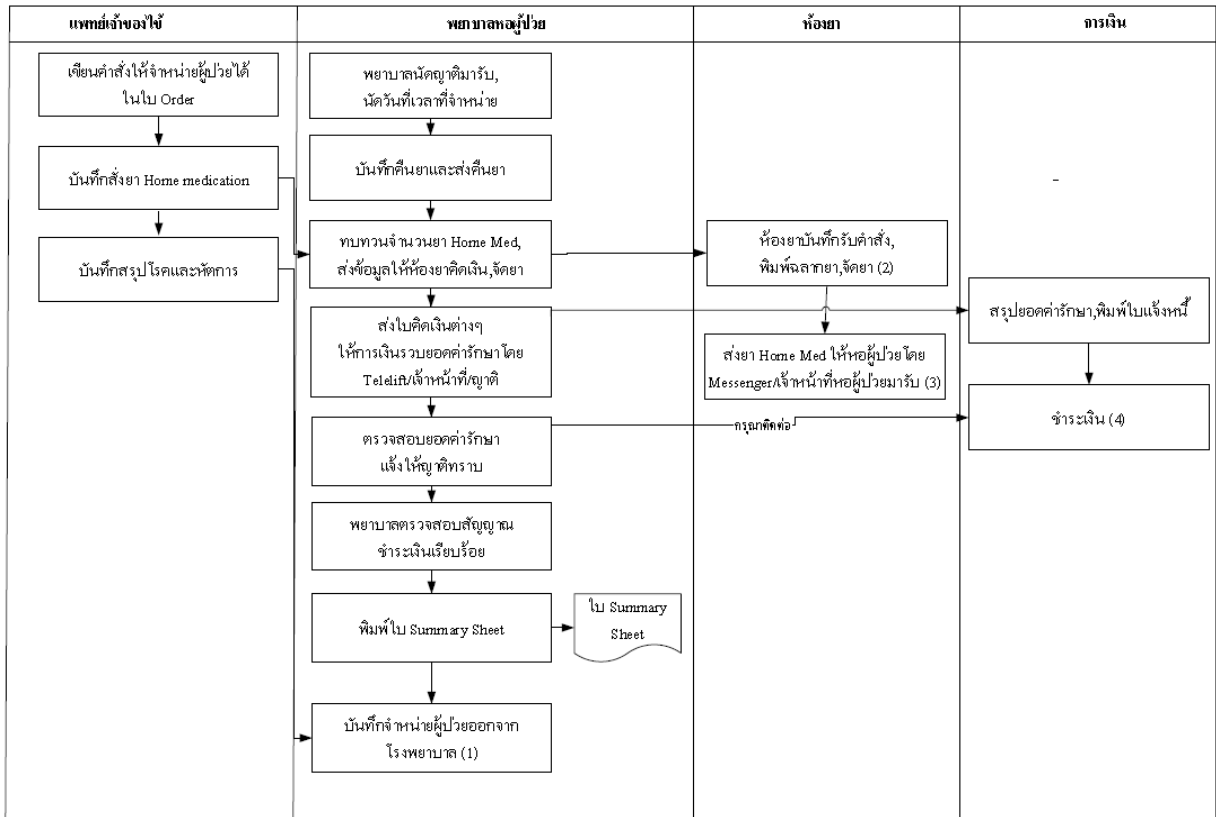 แพทย์เจ้าของไข้
พยาบาลหอผู้ป่วย
ห้องยา
การเงิน
เขียนคำสั่งให้จำหน่ายผู้ป่วยได้
ในใบ Order
บันทึกสั่งยา Home medication
บันทึกสรุปโรคและหัตการ
พยาบาลนัดญาติมารับ,
นัดวันที่เวลาที่จำหน่าย
บันทึกคืนยาและส่งคืนยา
ทบทวนจำนวนยา Home Med,
ส่งข้อมูลให้ห้องยาคิดเงิน,จัดยา
ส่งใบคิดเงินต่างๆ
ให้การเงินรวบยอดค่ารักษาโดย
Telelift/เจ้าหน้าที่/ญาติ
ตรวจสอบยอดค่ารักษา
แจ้งให้ญาติทราบ
พยาบาลตรวจสอบสัญญาณ
ชำระเงินเรียบร้อย
พิมพ์ใบ Summary Sheet
ใบ Summary
Sheet
บันทึกจำหน่ายผู้ป่วยออกจาก
โรงพยาบาล (1)
ห้องยาบันทึกรับคำสั่ง,
พิมพ์ฉลากยา,จัดยา (2)
ส่งยา Home Med ให้หอผู้ป่วยโดย
Messenger/เจ้าหน้าที่หอผู้ป่วยมารับ (3)
กรุณาติดต่อ
-
สรุปยอดค่ารักษา,พิมพ์ใบแจ้งหนี้
ชำระเงิน (4)